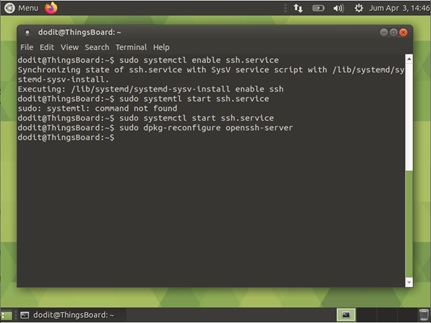 Menu
Jum Apr 3, 14:46
dodit@ThingsBoard: ~
File Edit View Search Terminal Help
dodit@ThingsBoard:~$ sudo systemctl enable ssh.service
Synchronizing state of ssh.service with SysV service script with /lib/systemd/sy
stemd-sysv-install.
Executing: /lib/systemd/systemd-sysv-install enable ssh
dodit@ThingsBoard:~$ sudo systemtl start ssh.service
sudo: systemtl: command not found
dodit@ThingsBoard:~$ sudo systemctl start ssh.service
dodit@ThingsBoard:~$ sudo dpkg-reconfigure openssh-server
dodit@ThingsBoard:~$
dodit@ThingsBoard: ~